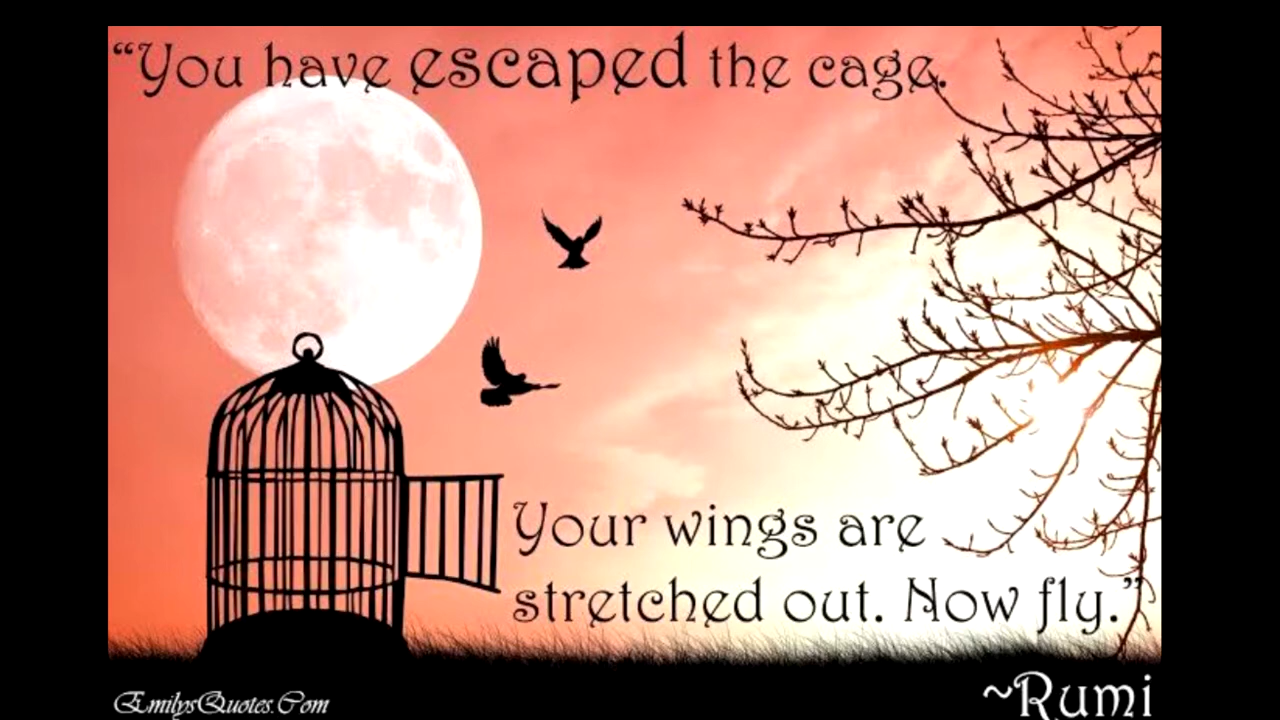 “You have escaped the cage.
Your wings are
stretched out. Now fly.”
~Rumi
EmilysQuotes.Com